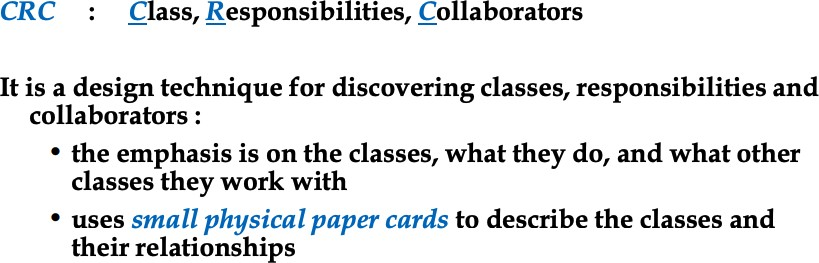 CRC : Class, Responsibilities, Collaborators
It is a design technique for discovering classes, responsibilities and
collaborators :
• the emphasis is on the classes, what they do, and what other
classes they work with
• uses small physical paper cards to describe the classes and
their relationships